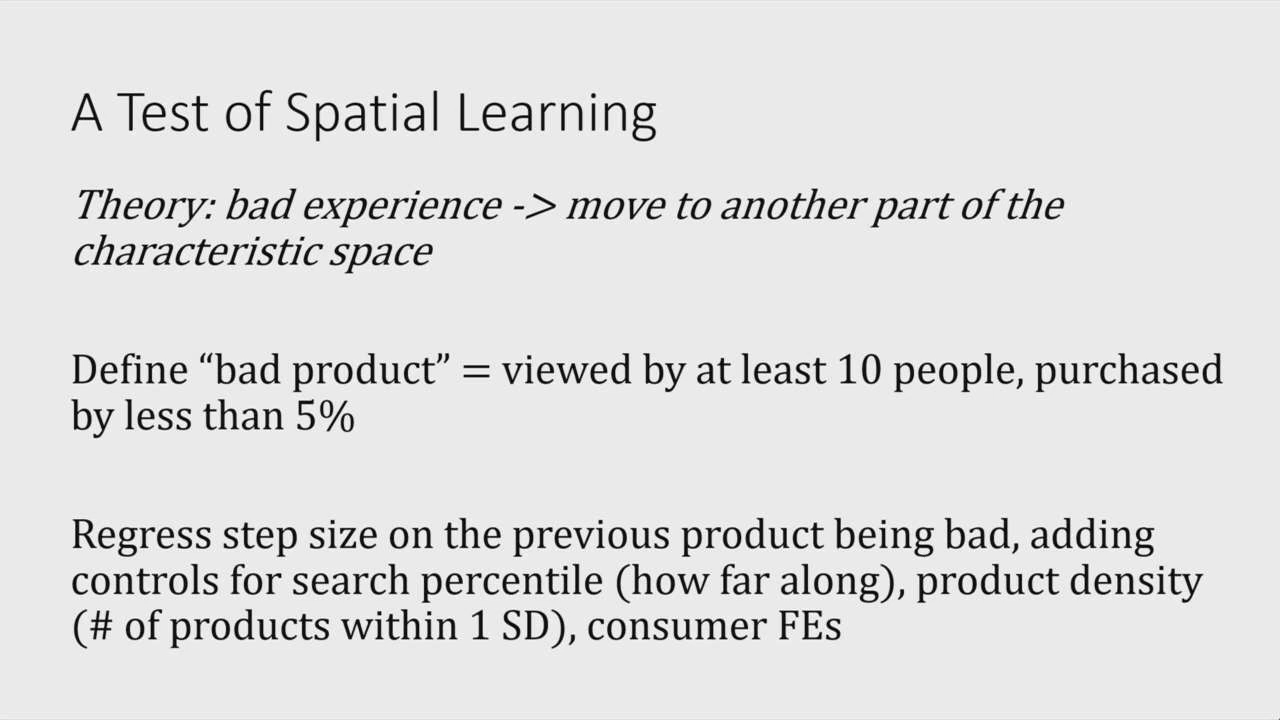 A Test of Spatial Learning
Theory: bad experience -> move to another part of the
characteristic space
Define “bad product” = viewed by at least 10 people, purchased
by less than 5%
Regress step size on the previous product being bad, adding
controls for search percentile (how far along), product density
(# of products within 1 SD), consumer FEs